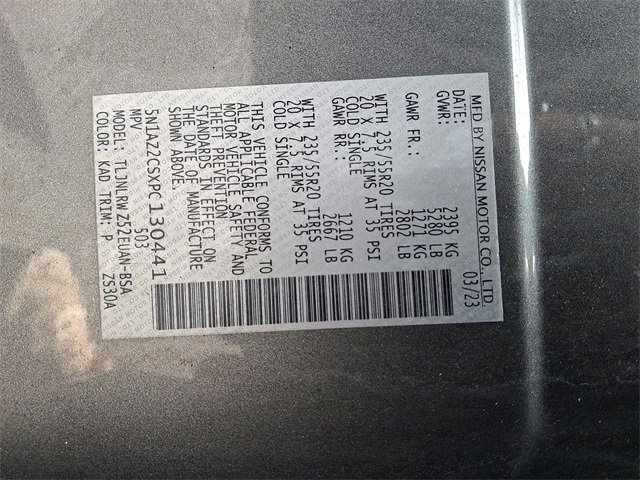 MFD BY NISSAN MOTOR CO., LTD.
DATE: 03/23
GVWR: 2395 KG
5280 LB
GAWR FR.: 1271 KG
2802 LB
WITH 235/55R20 TIRES
20 X 7.5 RIMS AT 35 PSI
COLD SINGLE
GAWR RR.: 1210 KG
2667 LB
WITH 235/55R20 TIRES
20 X 7.5 RIMS AT 35 PSI
COLD SINGLE
THIS VEHICLE CONFORMS TO
ALL APPLICABLE FEDERAL
MOTOR VEHICLE SAFETY AND
THEFT PREVENTION
STANDARDS IN EFFECT ON
THE DATE OF MANUFACTURE
SHOWN ABOVE.
5N1AZ2CSXPC130441
MPV 503
MODEL: TLJNLRWZ52EUAN-BSA
COLOR: KAD TRIM: P ZS30A